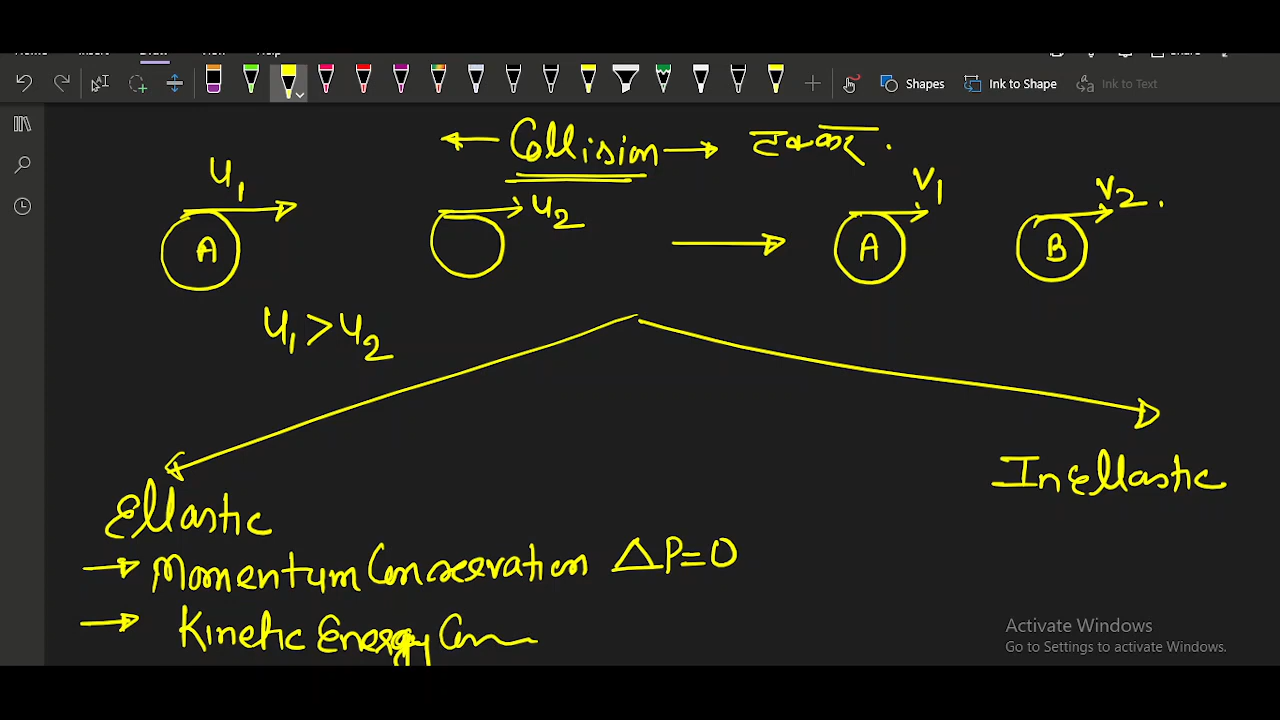 Shapes
Ink to Shape
Ink to Text
Collision टक्कर.
u1
u2
v1
v2.
A
A
B
u1 > u2
Ellastic
InEllastic
Momentum Conservation ΔP=0
Kinetic Energy Con
Activate Windows
Go to Settings to activate Windows.